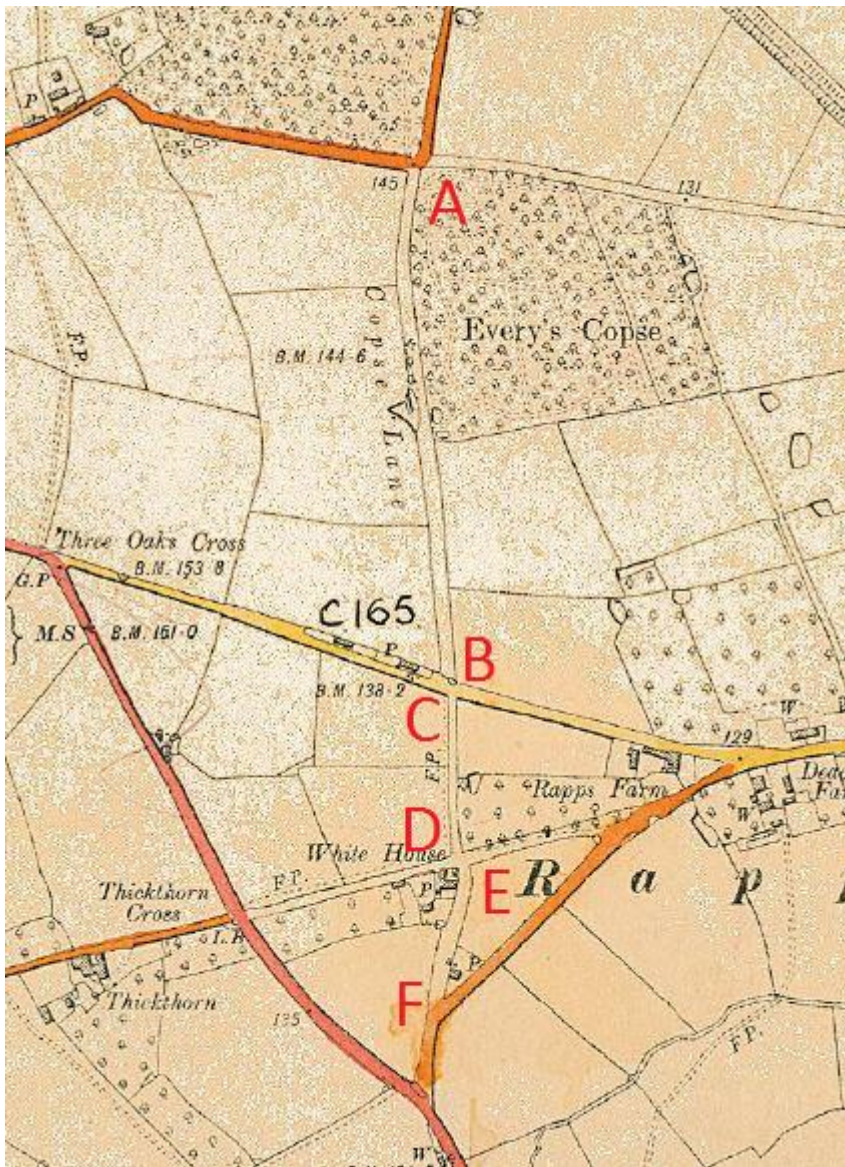 P
145
A
131
Copse Lane
Every's Copse
F.P.
B.M. 144·6
Three Oaks Cross
G.P
B.M. 153·8
M.S
B.M. 161·0
C165
P
B
B.M. 138·2
C
129
W
F.P.
Rapps Farm
D
W
White House
F.P.
P
E
R a p
Thickthorn
Cross
L.B
P
Thickthorn
F
135
F.P.
W